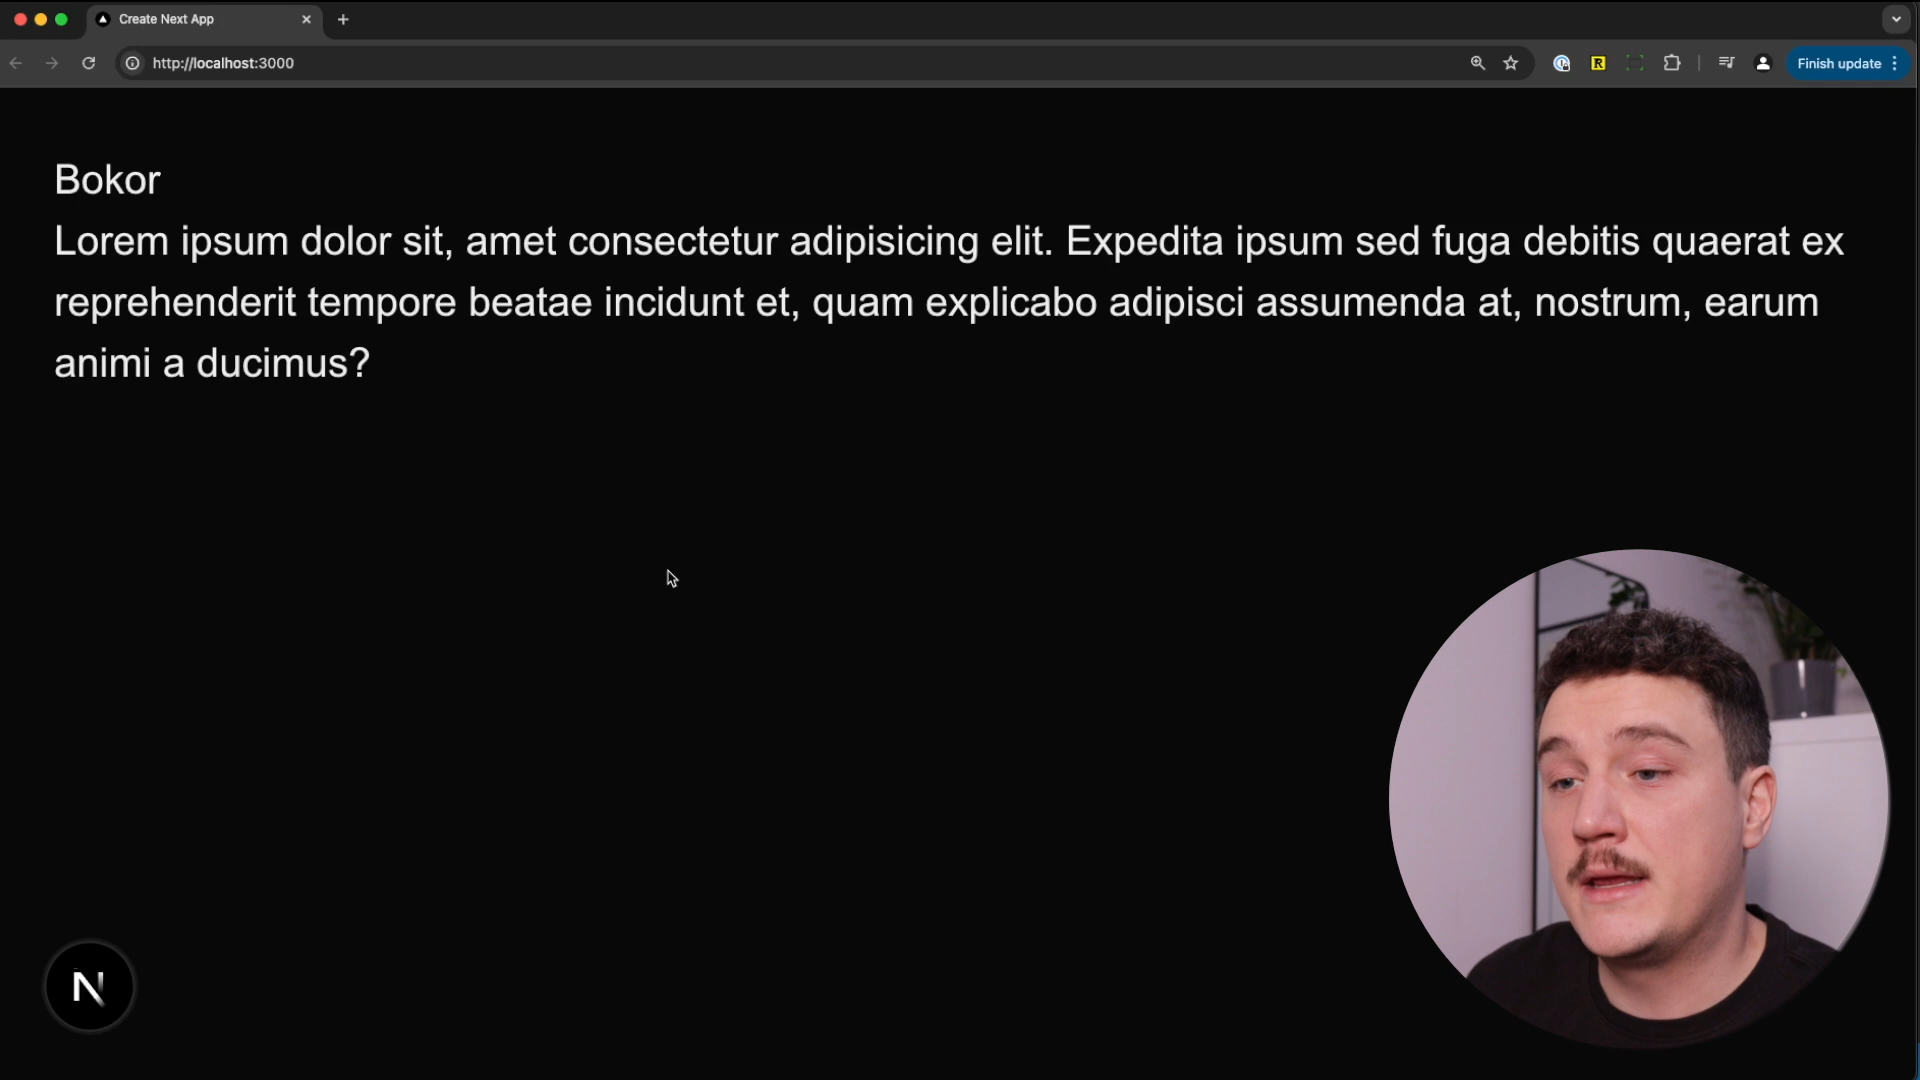 Create Next App
http://localhost:3000
R
Finish update
Bokor
Lorem ipsum dolor sit, amet consectetur adipisicing elit. Expedita ipsum sed fuga debitis quaerat ex
reprehenderit tempore beatae incidunt et, quam explicabo adipisci assumenda at, nostrum, earum
animi a ducimus?
N